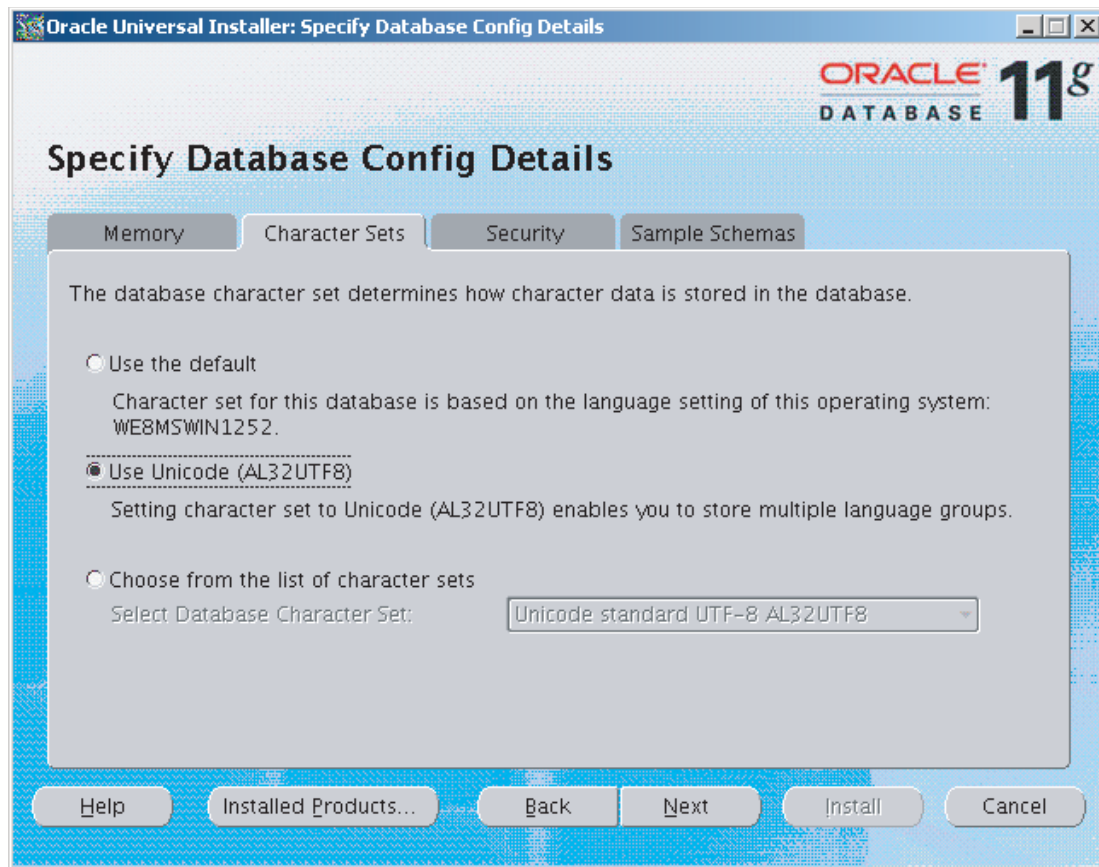 Oracle Universal Installer: Specify Database Config Details
ORACLE 11g
DATABASE
Specify Database Config Details
Memory Character Sets Security Sample Schemas
The database character set determines how character data is stored in the database.
Use the default
Character set for this database is based on the language setting of this operating system:
WE8MSWIN1252.
Use Unicode (AL32UTF8)
Setting character set to Unicode (AL32UTF8) enables you to store multiple language groups.
Choose from the list of character sets
Select Database Character Set: Unicode standard UTF-8 AL32UTF8
Help Installed Products... Back Next Install Cancel